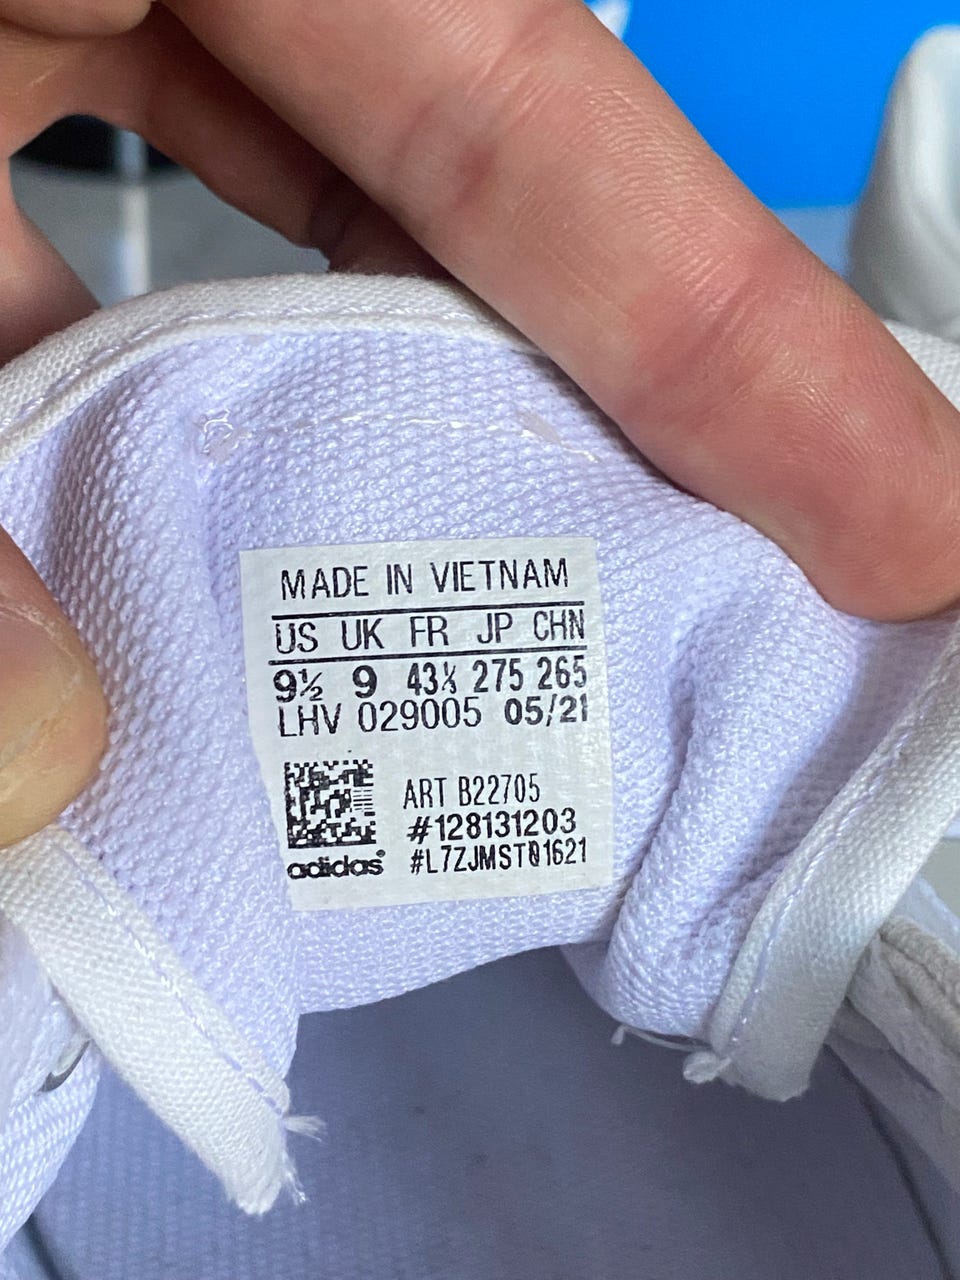 MADE IN VIETNAM
US UK FR JP CHN
9½ 9 43⅓ 275 265
LHV 029005 05/21
ART B22705
#128131203
#L7ZJMST01621
adidas®